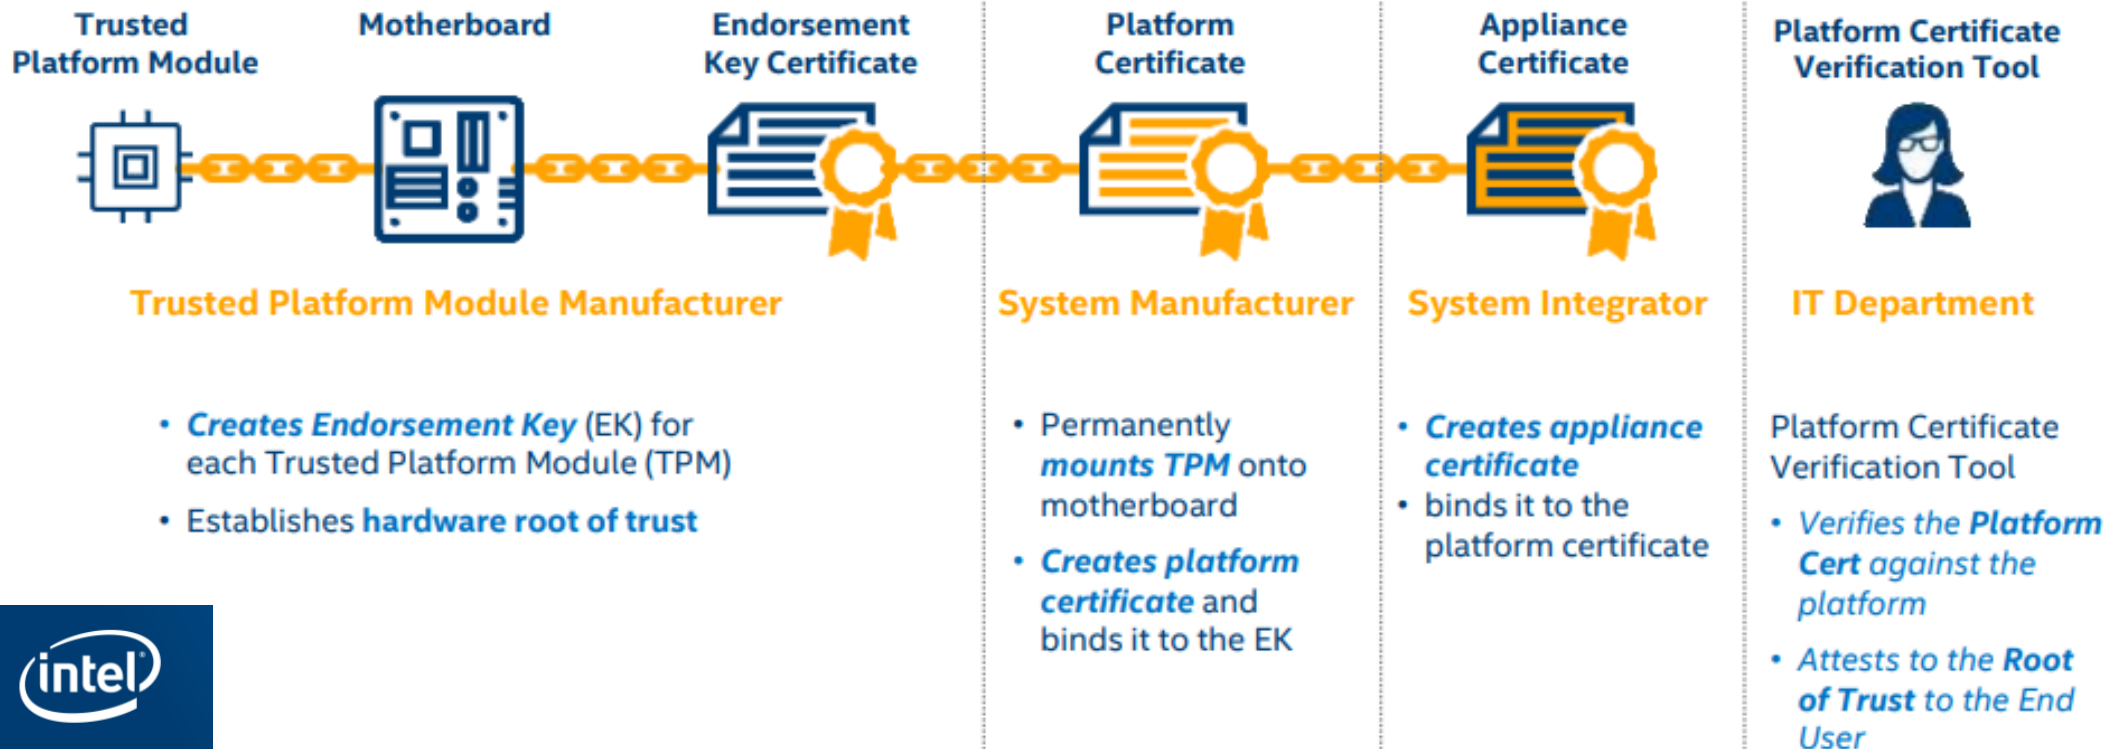 Trusted
Platform Module
Motherboard
Endorsement
Key Certificate
Platform
Certificate
Appliance
Certificate
Platform Certificate
Verification Tool
Trusted Platform Module Manufacturer
System Manufacturer
System Integrator
IT Department
• Creates Endorsement Key (EK) for
each Trusted Platform Module (TPM)
• Establishes hardware root of trust
• Permanently
mounts TPM onto
motherboard
• Creates platform
certificate and
binds it to the EK
• Creates appliance
certificate
• binds it to the
platform certificate
Platform Certificate
Verification Tool
• Verifies the Platform
Cert against the
platform
• Attests to the Root
of Trust to the End
User
intel®